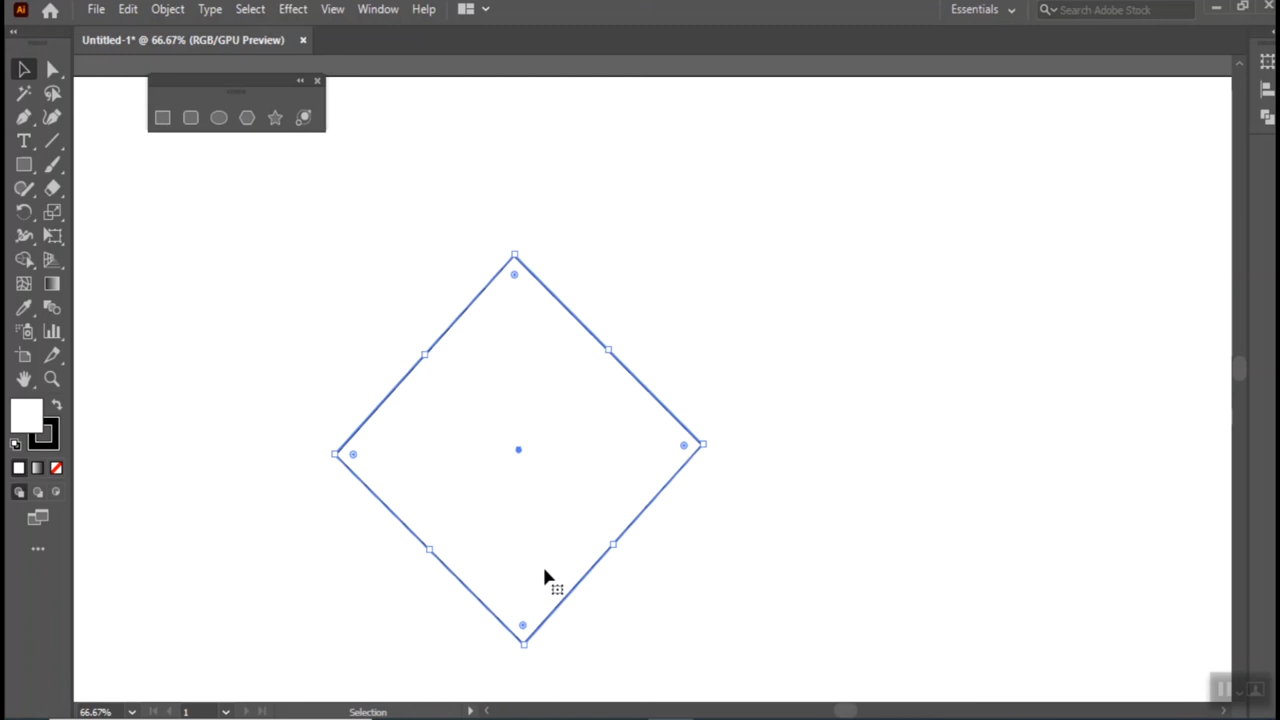 Ai File Edit Object Type Select Effect View Window Help Essentials Search Adobe Stock
Untitled-1* @ 66.67% (RGB/GPU Preview)
T
66.67% 1 Selection